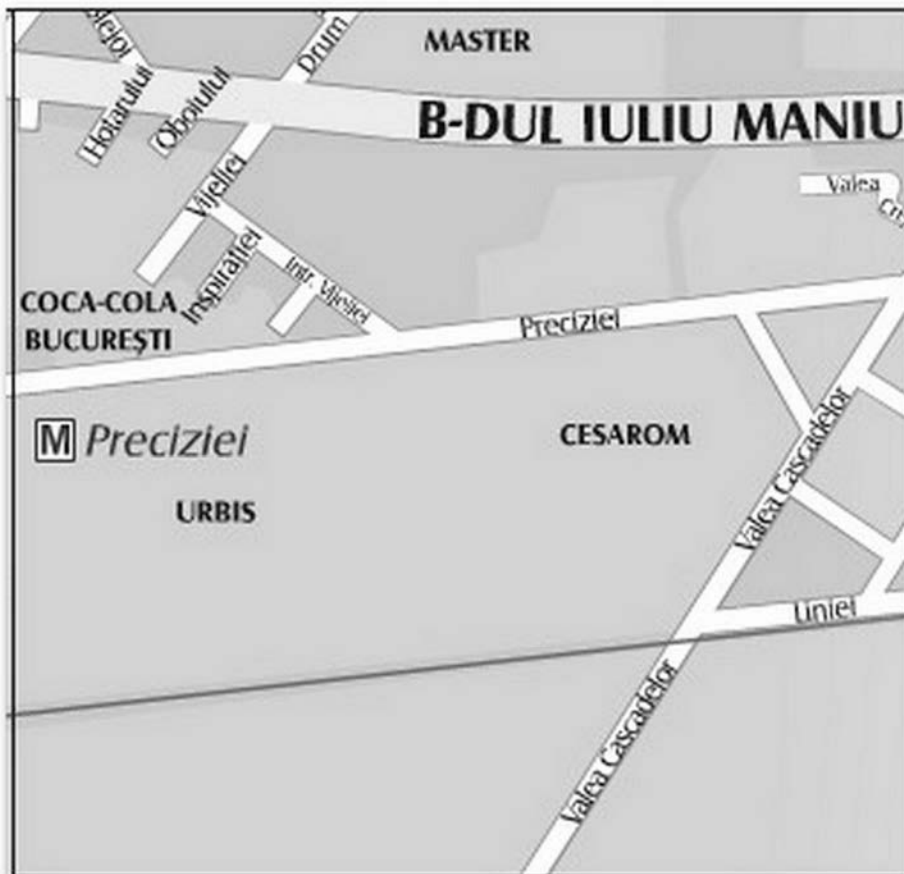 Drum
MASTER
Hotarului
Oboiului
B-DUL IULIU MANIU
Vijeliei
Valea
Inspirației
Intr. Vijeliei
COCA-COLA
BUCUREȘTI
Preciziei
M Preciziei
CESAROM
Valea Cascadelor
URBIS
Liniei
Valea Cascadelor